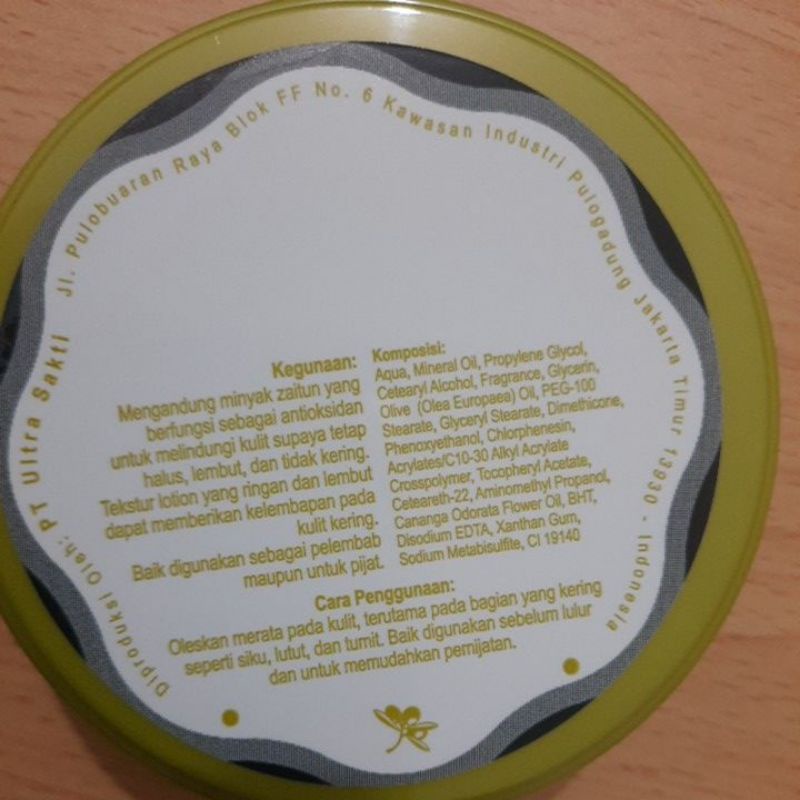 Diproduksi Oleh: PT Ultra Sakti Jl. Pulobuaran Raya Blok FF No. 6 Kawasan Industri Pulogadung Jakarta Timur 13930 - Indonesia
Kegunaan:
Mengandung minyak zaitun yang
berfungsi sebagai antioksidan
untuk melindungi kulit supaya tetap
halus, lembut, dan tidak kering.
Tekstur lotion yang ringan dan lembut
dapat memberikan kelembapan pada
kulit kering.
Baik digunakan sebagai pelembab
maupun untuk pijat.
Komposisi:
Aqua, Mineral Oil, Propylene Glycol,
Cetearyl Alcohol, Fragrance, Glycerin,
Olive (Olea Europaea) Oil, PEG-100
Stearate, Glyceryl Stearate, Dimethicone,
Phenoxyethanol, Chlorphenesin,
Acrylates/C10-30 Alkyl Acrylate
Crosspolymer, Tocopheryl Acetate,
Ceteareth-22, Aminomethyl Propanol,
Cananga Odorata Flower Oil, BHT,
Disodium EDTA, Xanthan Gum,
Sodium Metabisulfite, CI 19140
Cara Penggunaan:
Oleskan merata pada kulit, terutama pada bagian yang kering
seperti siku, lutut, dan tumit. Baik digunakan sebelum lulur
dan untuk memudahkan pemijatan.